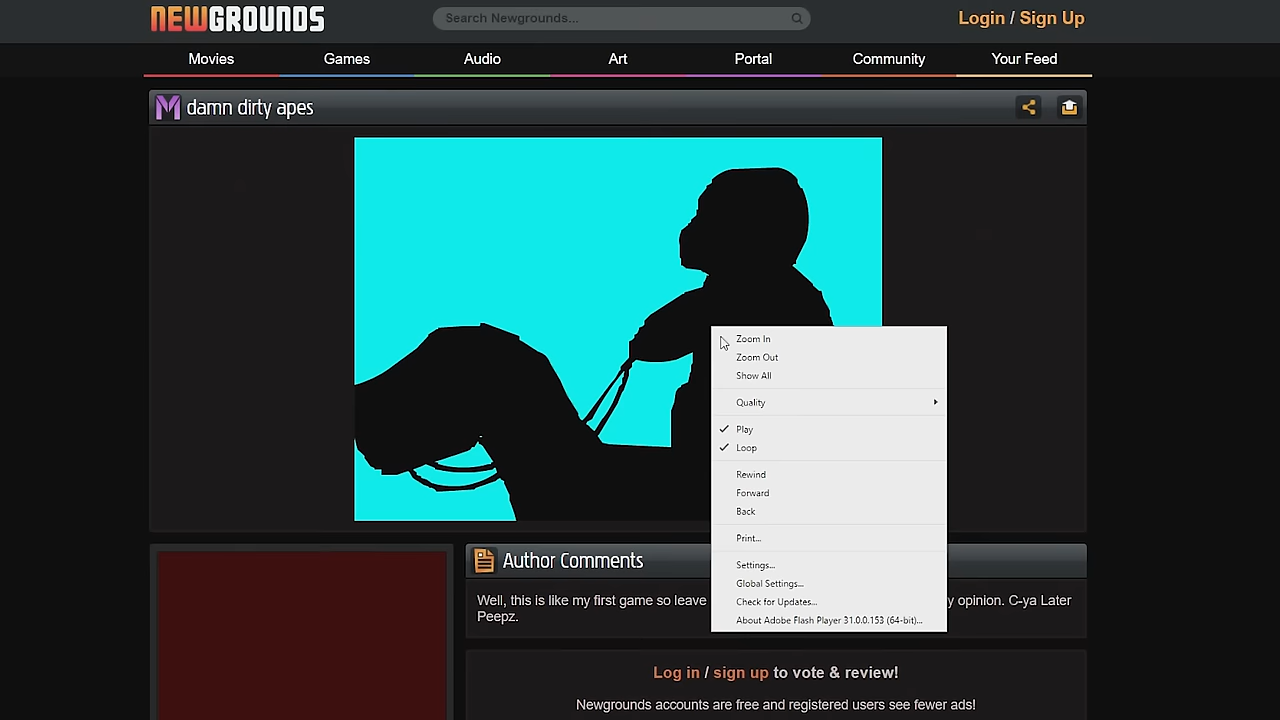 NEWGROUNDS
Search Newgrounds...
Login / Sign Up
Movies
Games
Audio
Art
Portal
Community
Your Feed
damn dirty apes
Zoom In
Zoom Out
Show All
Quality
Play
Loop
Rewind
Forward
Back
Print...
Settings...
Global Settings...
Check for Updates...
About Adobe Flash Player 31.0.0.153 (64-bit)...
Author Comments
Well, this is like my first game so leave y opinion. C-ya Later
Peepz.
Log in / sign up to vote & review!
Newgrounds accounts are free and registered users see fewer ads!